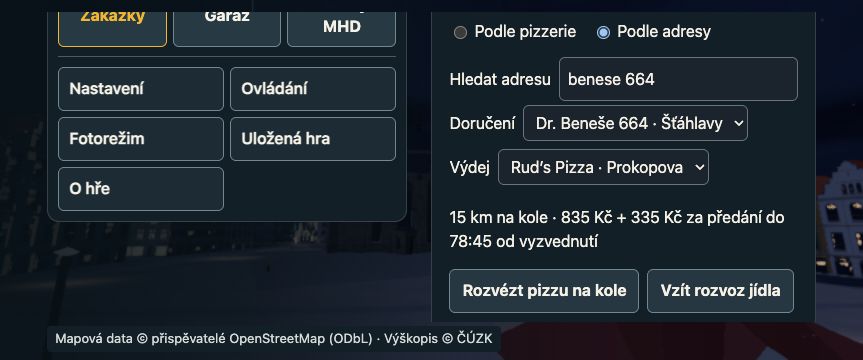 Zakázky
Garáž
MHD
Nastavení
Ovládání
Fotorežim
Uložená hra
O hře
Podle pizzerie
Podle adresy
Hledat adresu
benese 664
Doručení
Dr. Beneše 664 · Šťáhlavy
Výdej
Rud’s Pizza · Prokopova
15 km na kole · 835 Kč + 335 Kč za předání do
78:45 od vyzvednutí
Rozvézt pizzu na kole
Vzít rozvoz jídla
Mapová data © přispěvatelé OpenStreetMap (ODbL) · Výškopis © ČÚZK